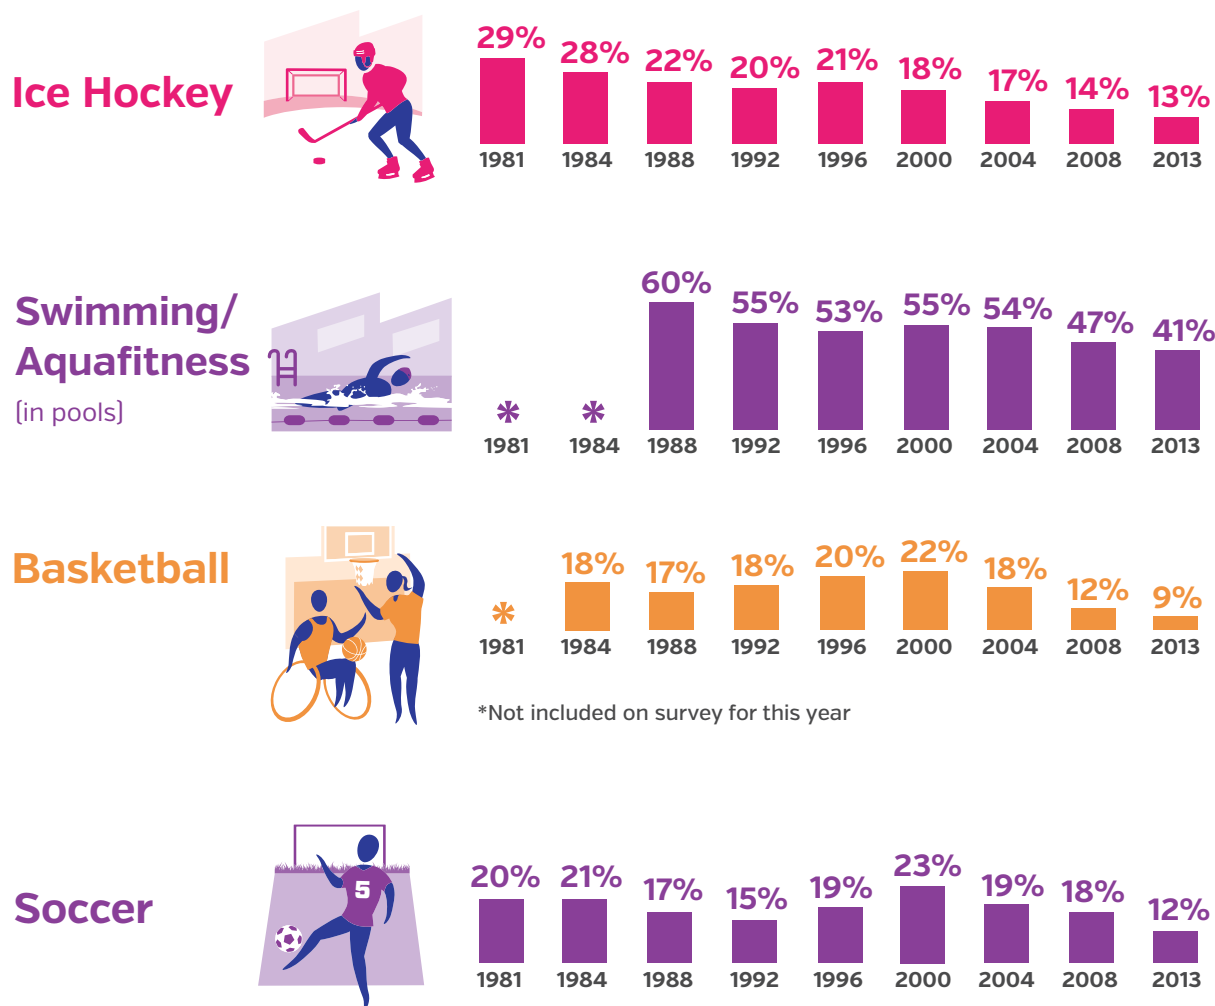 Ice Hockey
29% 28% 22% 20% 21% 18% 17% 14% 13%
1981 1984 1988 1992 1996 2000 2004 2008 2013
Swimming/
Aquafitness
(in pools)
60% 55% 53% 55% 54% 47% 41%
* *
1981 1984 1988 1992 1996 2000 2004 2008 2013
Basketball
18% 17% 18% 20% 22% 18% 12% 9%
*
1981 1984 1988 1992 1996 2000 2004 2008 2013
*Not included on survey for this year
Soccer
5
20% 21% 17% 15% 19% 23% 19% 18% 12%
1981 1984 1988 1992 1996 2000 2004 2008 2013